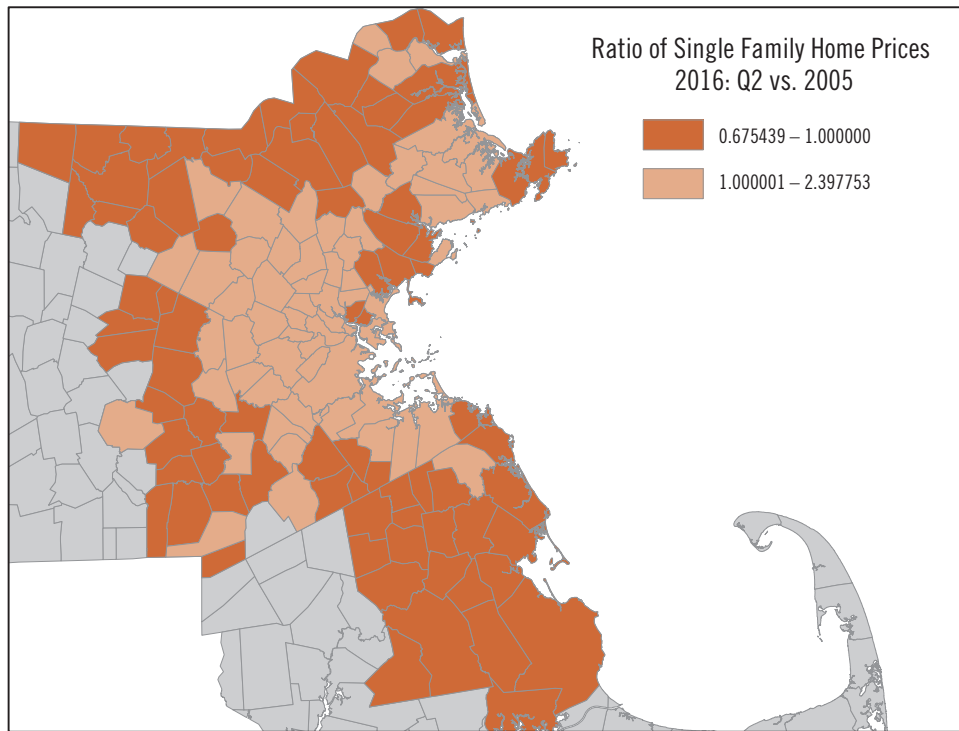 Ratio of Single Family Home Prices
2016: Q2 vs. 2005
0.675439 – 1.000000
1.000001 – 2.397753